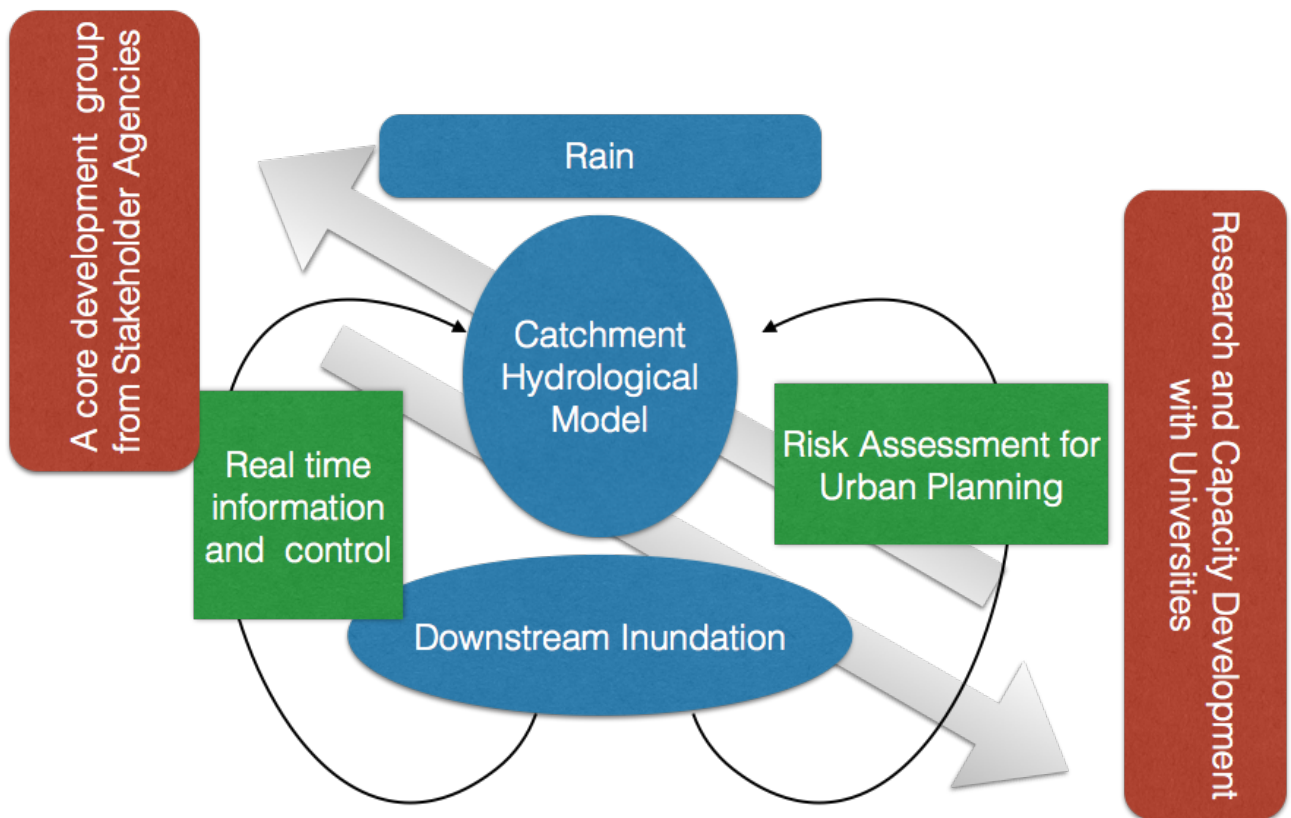 A core development group
from Stakeholder Agencies
Rain
Catchment
Hydrological
Model
Real time
information
and control
Risk Assessment for
Urban Planning
Downstream Inundation
Research and Capacity Development
with Universities